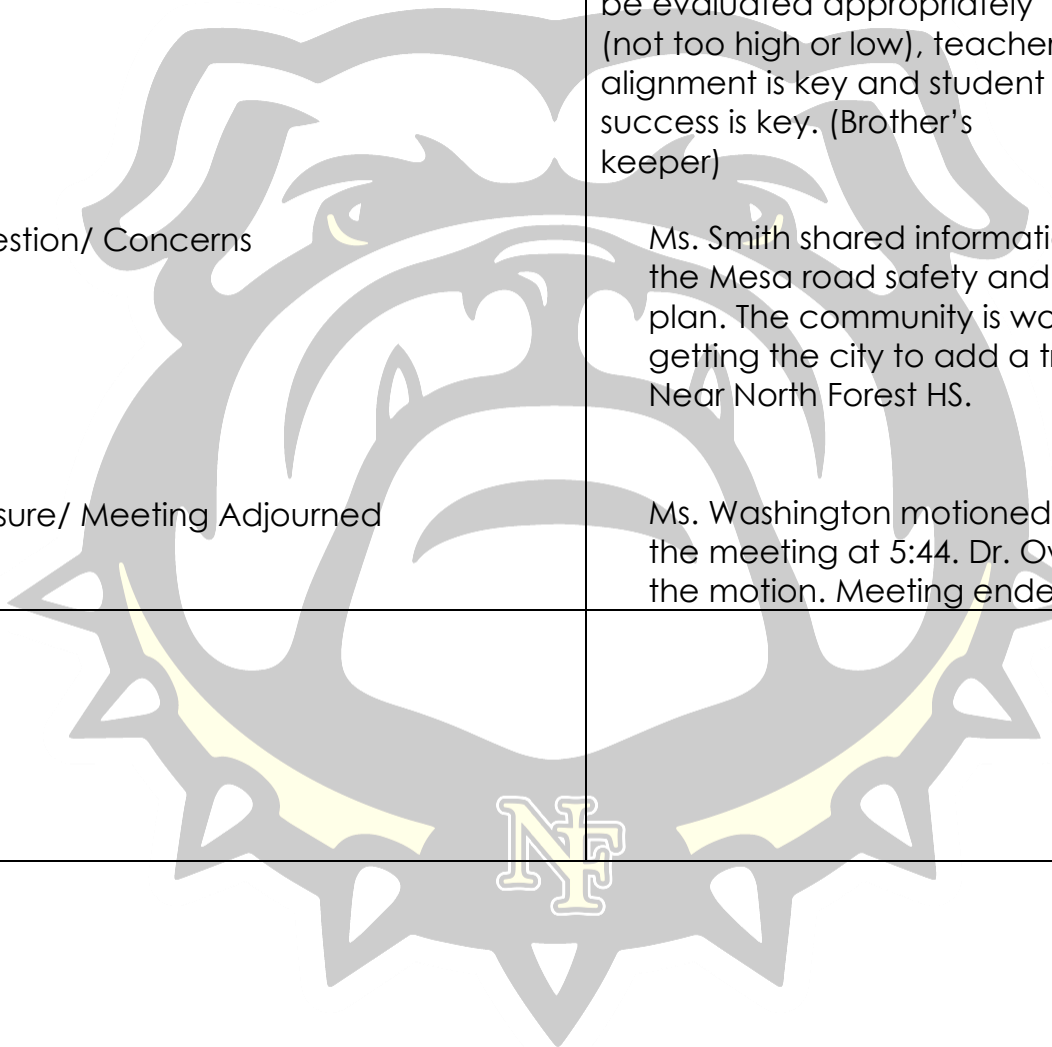 be evaluated appropriately
(not too high or low), teacher
alignment is key and student
success is key. (Brother's
keeper)
estion/ Concerns
Ms. Smith shared informati
the Mesa road safety and
plan. The community is wo
getting the city to add a tr
Near North Forest HS.
sure/ Meeting Adjourned
Ms. Washington motioned
the meeting at 5:44. Dr. Ov
the motion. Meeting ende
NF